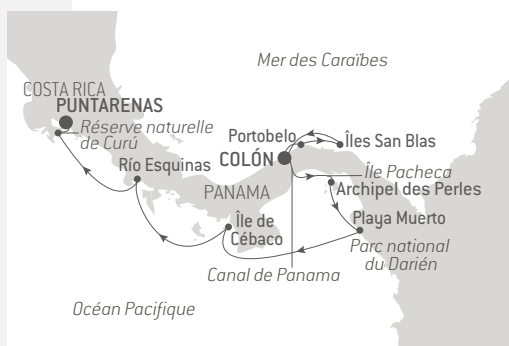 Mer des Caraïbes
COSTA RICA
PUNTARENAS
Réserve naturelle
de Curú
Portobelo
Îles San Blas
COLÓN
Île Pacheca
Río Esquinas
Archipel des Perles
PANAMA
Île de
Cébaco
Playa Muerto
Parc national
du Darién
Canal de Panama
Océan Pacifique